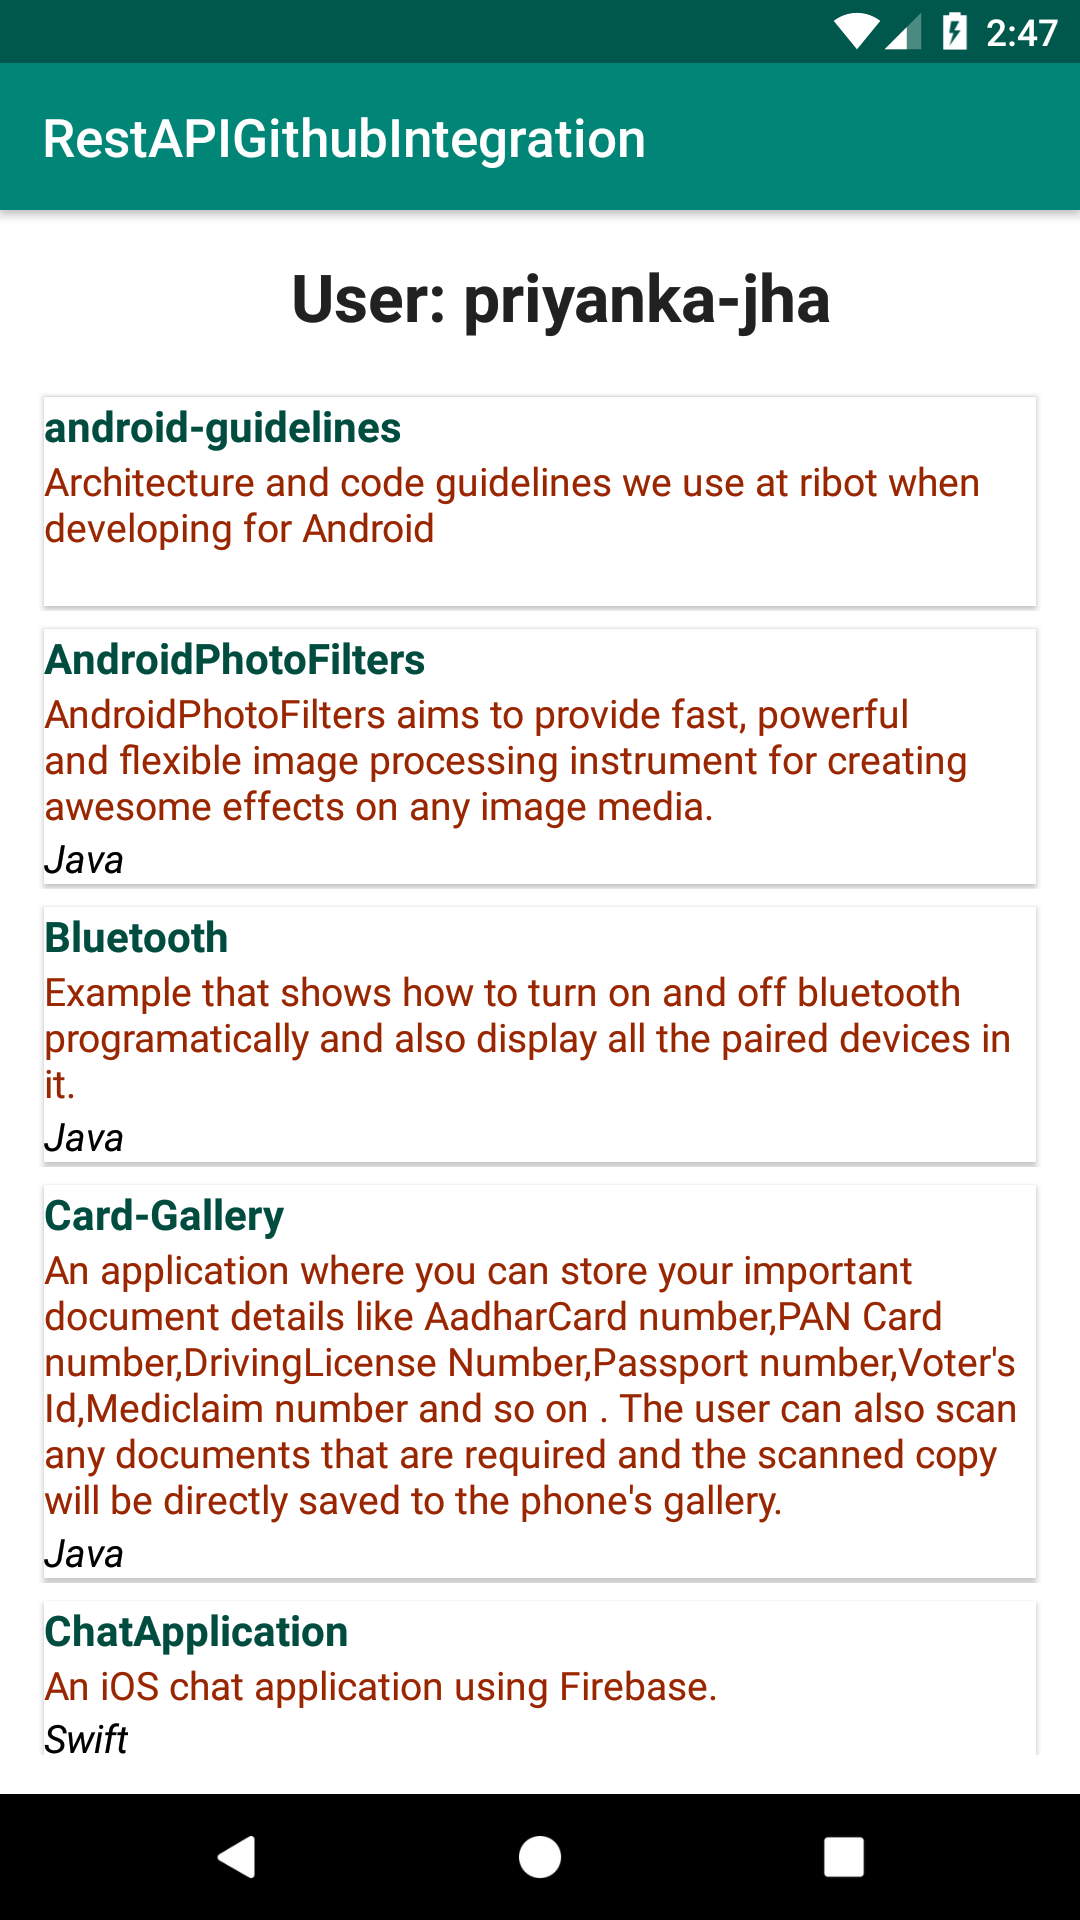 2:47
RestAPIGithubIntegration
User: priyanka-jha
android-guidelines
Architecture and code guidelines we use at ribot when
developing for Android
AndroidPhotoFilters
AndroidPhotoFilters aims to provide fast, powerful
and flexible image processing instrument for creating
awesome effects on any image media.
Java
Bluetooth
Example that shows how to turn on and off bluetooth
programatically and also display all the paired devices in
it.
Java
Card-Gallery
An application where you can store your important
document details like AadharCard number,PAN Card
number,DrivingLicense Number,Passport number,Voter's
Id,Mediclaim number and so on . The user can also scan
any documents that are required and the scanned copy
will be directly saved to the phone's gallery.
Java
ChatApplication
An iOS chat application using Firebase.
Swift